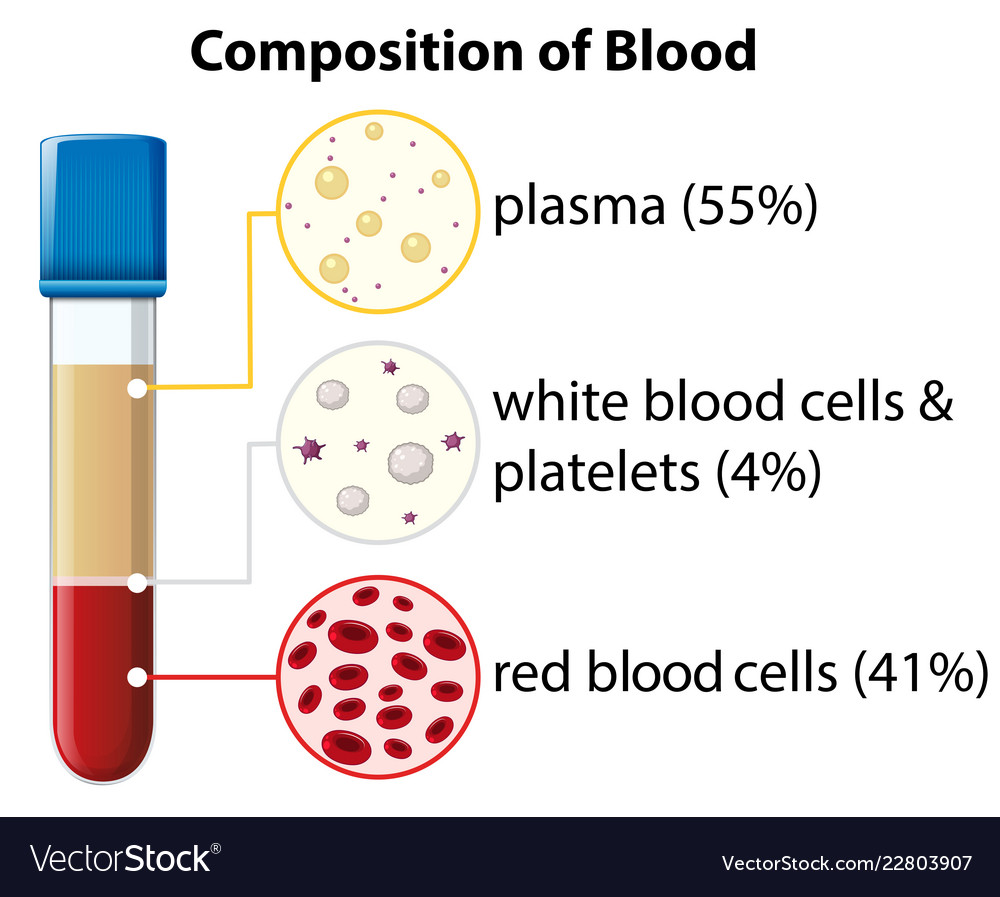 Composition of Blood
plasma (55%)
white blood cells &
platelets (4%)
red blood cells (41%)
VectorStock®
VectorStock.com/22803907